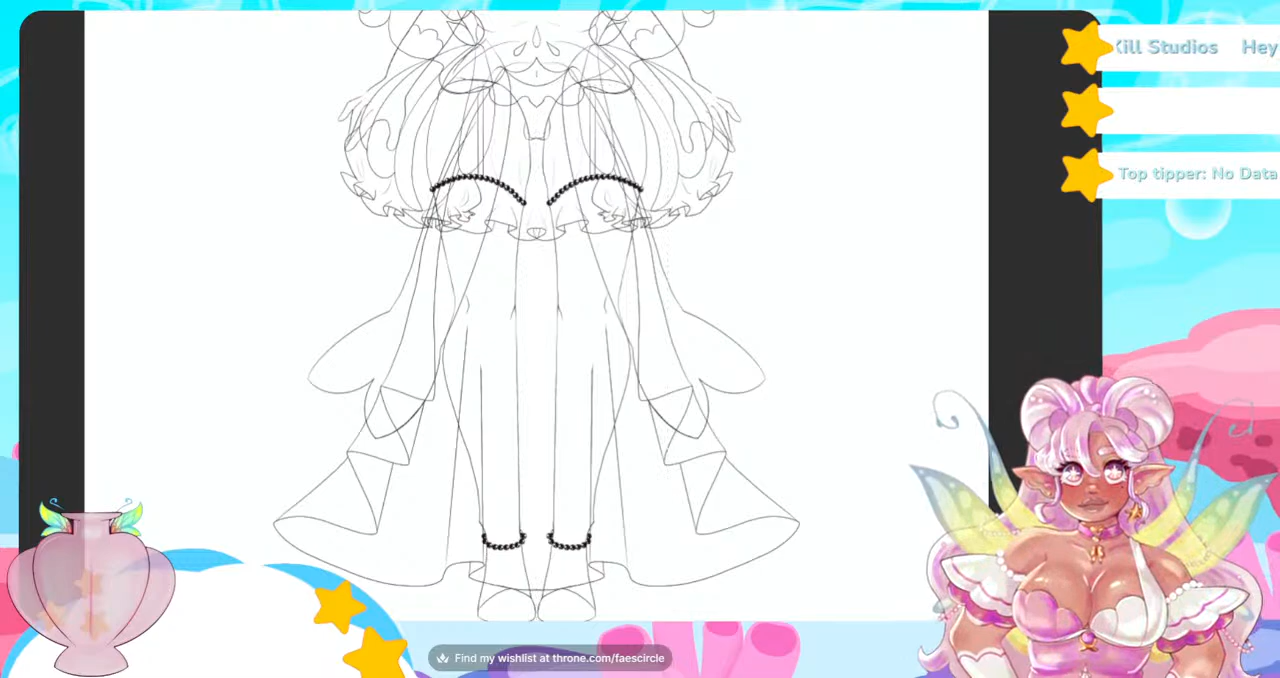 Kill Studios Hey
Top tipper: No Data
Find my wishlist at throne.com/faescircle